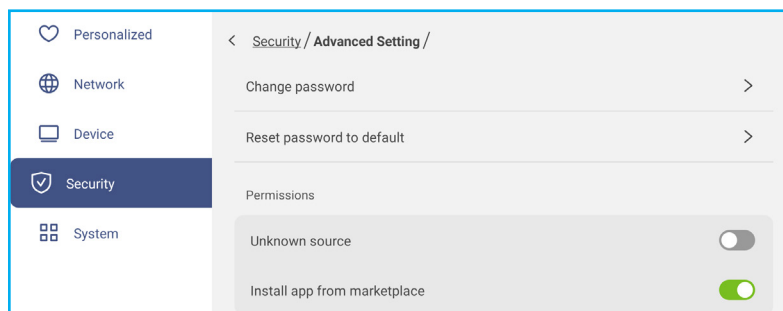 Personalized
Network
Device
Security
System
Security / Advanced Setting /
Change password
Reset password to default
Permissions
Unknown source
Install app from marketplace